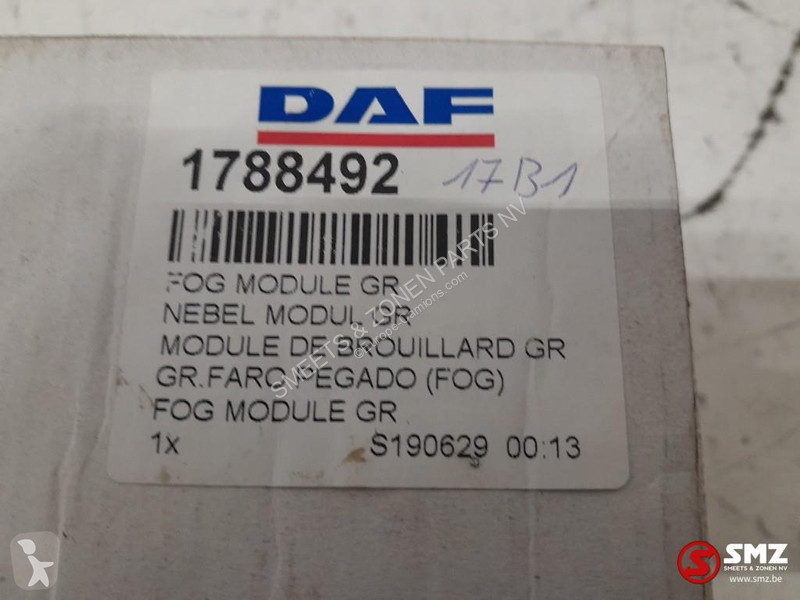 DAF
1788492 17B1
FOG MODULE GR
NEBEL MODUL GR
MODULE DE BROUILLARD GR
GR.FARO.PEGADO (FOG)
FOG MODULE GR
1x S190629 00:13
SMEETS & ZONEN PARTS NV
SMZ
SMEETS & ZONEN NV
www.smz.be